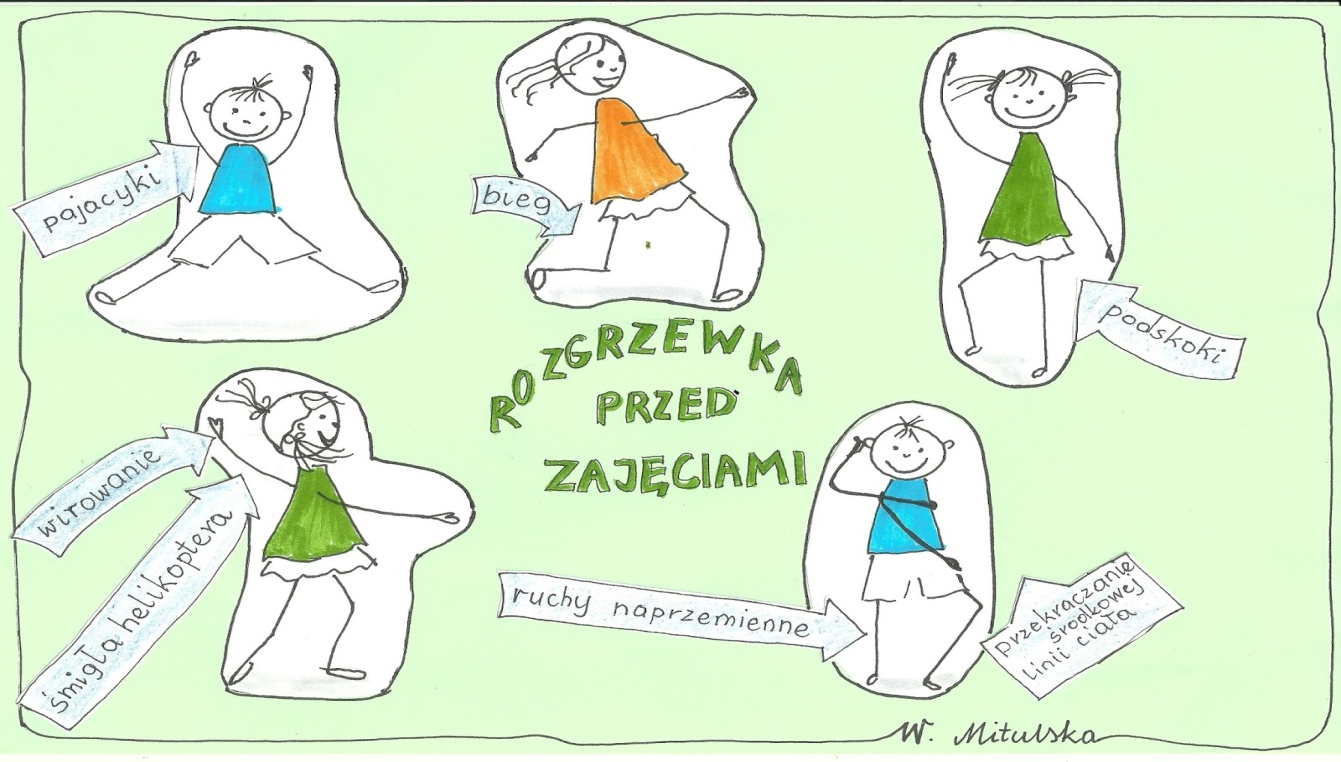 pajacyki
bieg
podskoki
ROZGRZEWKA
PRZED
ZAJĘCIAMI
wirowanie
śmigła helikoptera
ruchy naprzemienne
przekraczanie
środkowej
linii ciała
W. Mitulska